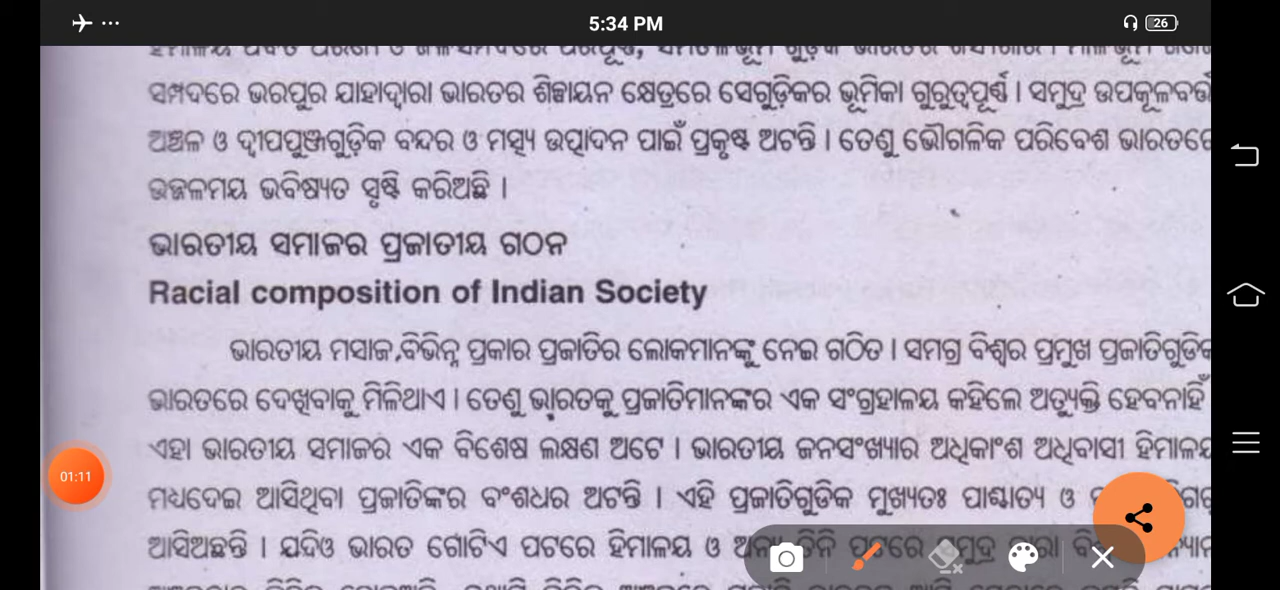 5:34 PM
26
ସମ୍ପଦରେ ଭରପୁର ଯାହାଦ୍ୱାରା ଭାରତର ଶିଳ୍ପାୟନ କ୍ଷେତ୍ରରେ ସେଗୁଡ଼ିକର ଭୂମିକା ଗୁରୁତ୍ୱପୂର୍ଣ୍ଣ । ସମୁଦ୍ର ଉପକୂଳବର୍ତ୍ତୀ
ଅଞ୍ଚଳ ଓ ଦ୍ୱୀପପୁଞ୍ଜଗୁଡ଼ିକ ବନ୍ଦର ଓ ମତ୍ସ୍ୟ ଉତ୍ପାଦନ ପାଇଁ ପ୍ରକୃଷ୍ଟ ଅଟନ୍ତି । ତେଣୁ ଭୌଗଳିକ ପରିବେଶ ଭାରତରେ
ଉଜ୍ଜଳମୟ ଭବିଷ୍ୟତ ସୃଷ୍ଟି କରିଅଛି ।
ଭାରତୀୟ ସମାଜର ପ୍ରଜାତୀୟ ଗଠନ
Racial composition of Indian Society
ଭାରତୀୟ ମସାଜ ବିଭିନ୍ନ ପ୍ରକାର ପ୍ରଜାତିର ଲୋକମାନଙ୍କୁ ନେଇ ଗଠିତ । ସମଗ୍ର ବିଶ୍ୱର ପ୍ରମୁଖ ପ୍ରଜାତିଗୁଡିକ
ଭାରତରେ ଦେଖିବାକୁ ମିଳିଥାଏ । ତେଣୁ ଭାରତକୁ ପ୍ରଜାତିମାନଙ୍କର ଏକ ସଂଗ୍ରହାଳୟ କହିଲେ ଅତ୍ୟୁକ୍ତି ହେବନାହିଁ
ଏହା ଭାରତୀୟ ସମାଜର ଏକ ବିଶେଷ ଲକ୍ଷଣ ଅଟେ । ଭାରତୀୟ ଜନସଂଖ୍ୟାର ଅଧିକାଂଶ ଅଧିବାସୀ ହିମାଳୟ
01:11
ମଧ୍ୟଦେଇ ଆସିଥିବା ପ୍ରଜାତିଙ୍କର ବଂଶଧର ଅଟନ୍ତି । ଏହି ପ୍ରଜାତିଗୁଡିକ ମୁଖ୍ୟତଃ ପାଶ୍ଚାତ୍ୟ ଓ
ଆସିଅଛନ୍ତି । ଯଦିଓ ଭାରତ ଗୋଟିଏ ପଟରେ ହିମାଳୟ ଓ